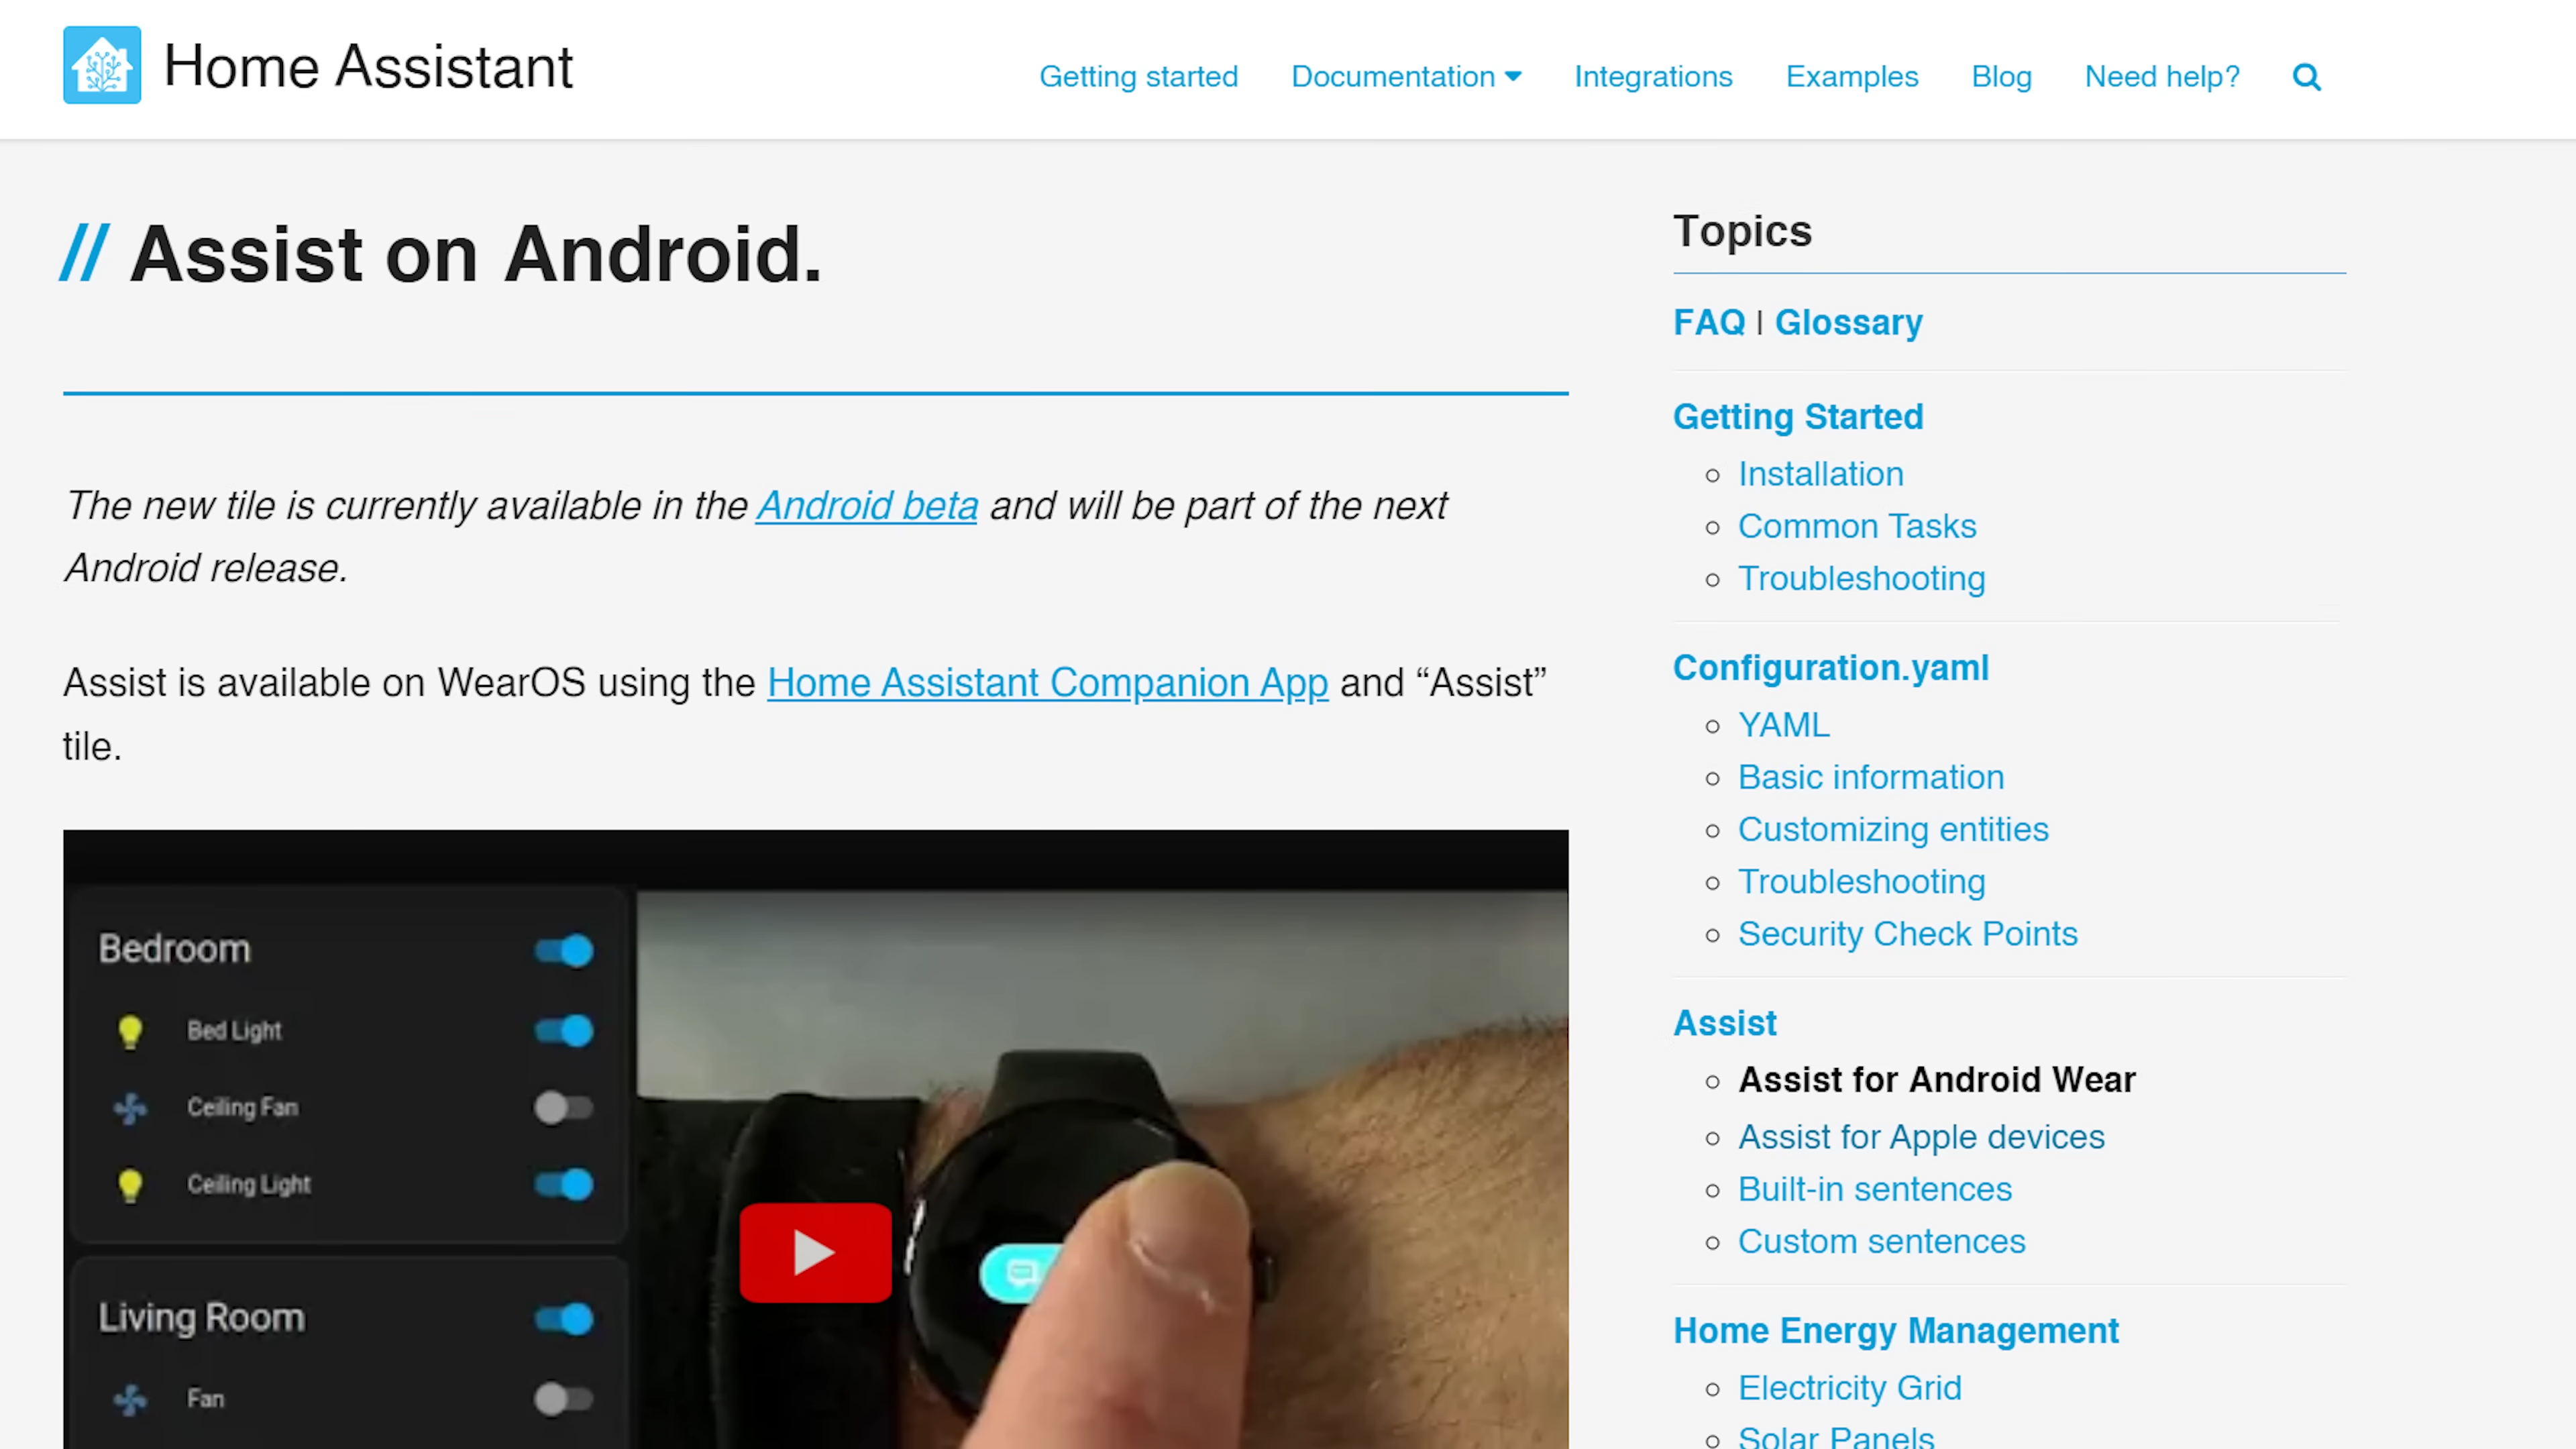 Home Assistant
Getting started
Documentation
Integrations
Examples
Blog
Need help?
// Assist on Android.
The new tile is currently available in the Android beta and will be part of the next
Android release.
Assist is available on WearOS using the Home Assistant Companion App and “Assist”
tile.
Bedroom
Bed Light
Ceiling Fan
Ceiling Light
Living Room
Fan
Topics
FAQ | Glossary
Getting Started
Installation
Common Tasks
Troubleshooting
Configuration.yaml
YAML
Basic information
Customizing entities
Troubleshooting
Security Check Points
Assist
Assist for Android Wear
Assist for Apple devices
Built-in sentences
Custom sentences
Home Energy Management
Electricity Grid
Solar Panels